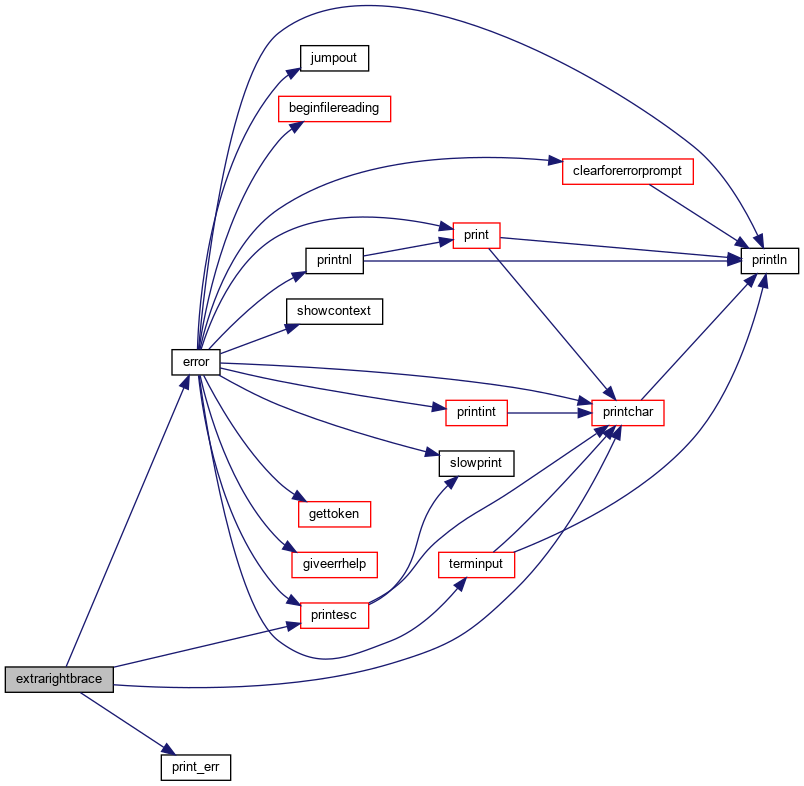 jumpout
beginfilereading
clearforerrorprompt
print
println
printnl
showcontext
error
printint
printchar
slowprint
gettoken
giveerrhelp
terminput
printesc
extrarightbrace
print_err